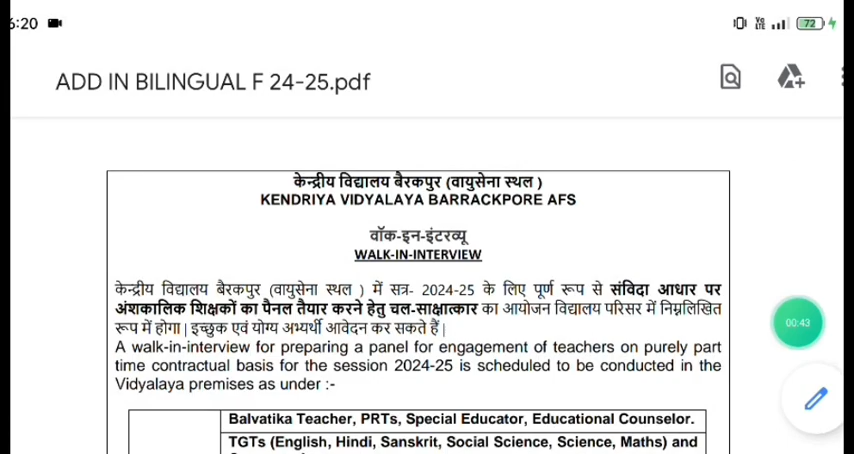 6:20
Vo
LTE
72
ADD IN BILINGUAL F 24-25.pdf
केन्द्रीय विद्यालय बैरकपुर (वायुसेना स्थल )
KENDRIYA VIDYALAYA BARRACKPORE AFS
वॉक-इन-इंटरव्यू
WALK-IN-INTERVIEW
केन्द्रीय विद्यालय बैरकपुर (वायुसेना स्थल ) में सत्र- 2024-25 के लिए पूर्ण रूप से संविदा आधार पर
अंशकालिक शिक्षकों का पैनल तैयार करने हेतु चल-साक्षात्कार का आयोजन विद्यालय परिसर में निम्नलिखित
रूप में होगा | इच्छुक एवं योग्य अभ्यर्थी आवेदन कर सकते हैं |
00:43
A walk-in-interview for preparing a panel for engagement of teachers on purely part
time contractual basis for the session 2024-25 is scheduled to be conducted in the
Vidyalaya premises as under :-
Balvatika Teacher, PRTs, Special Educator, Educational Counselor.
TGTs (English, Hindi, Sanskrit, Social Science, Science, Maths) and